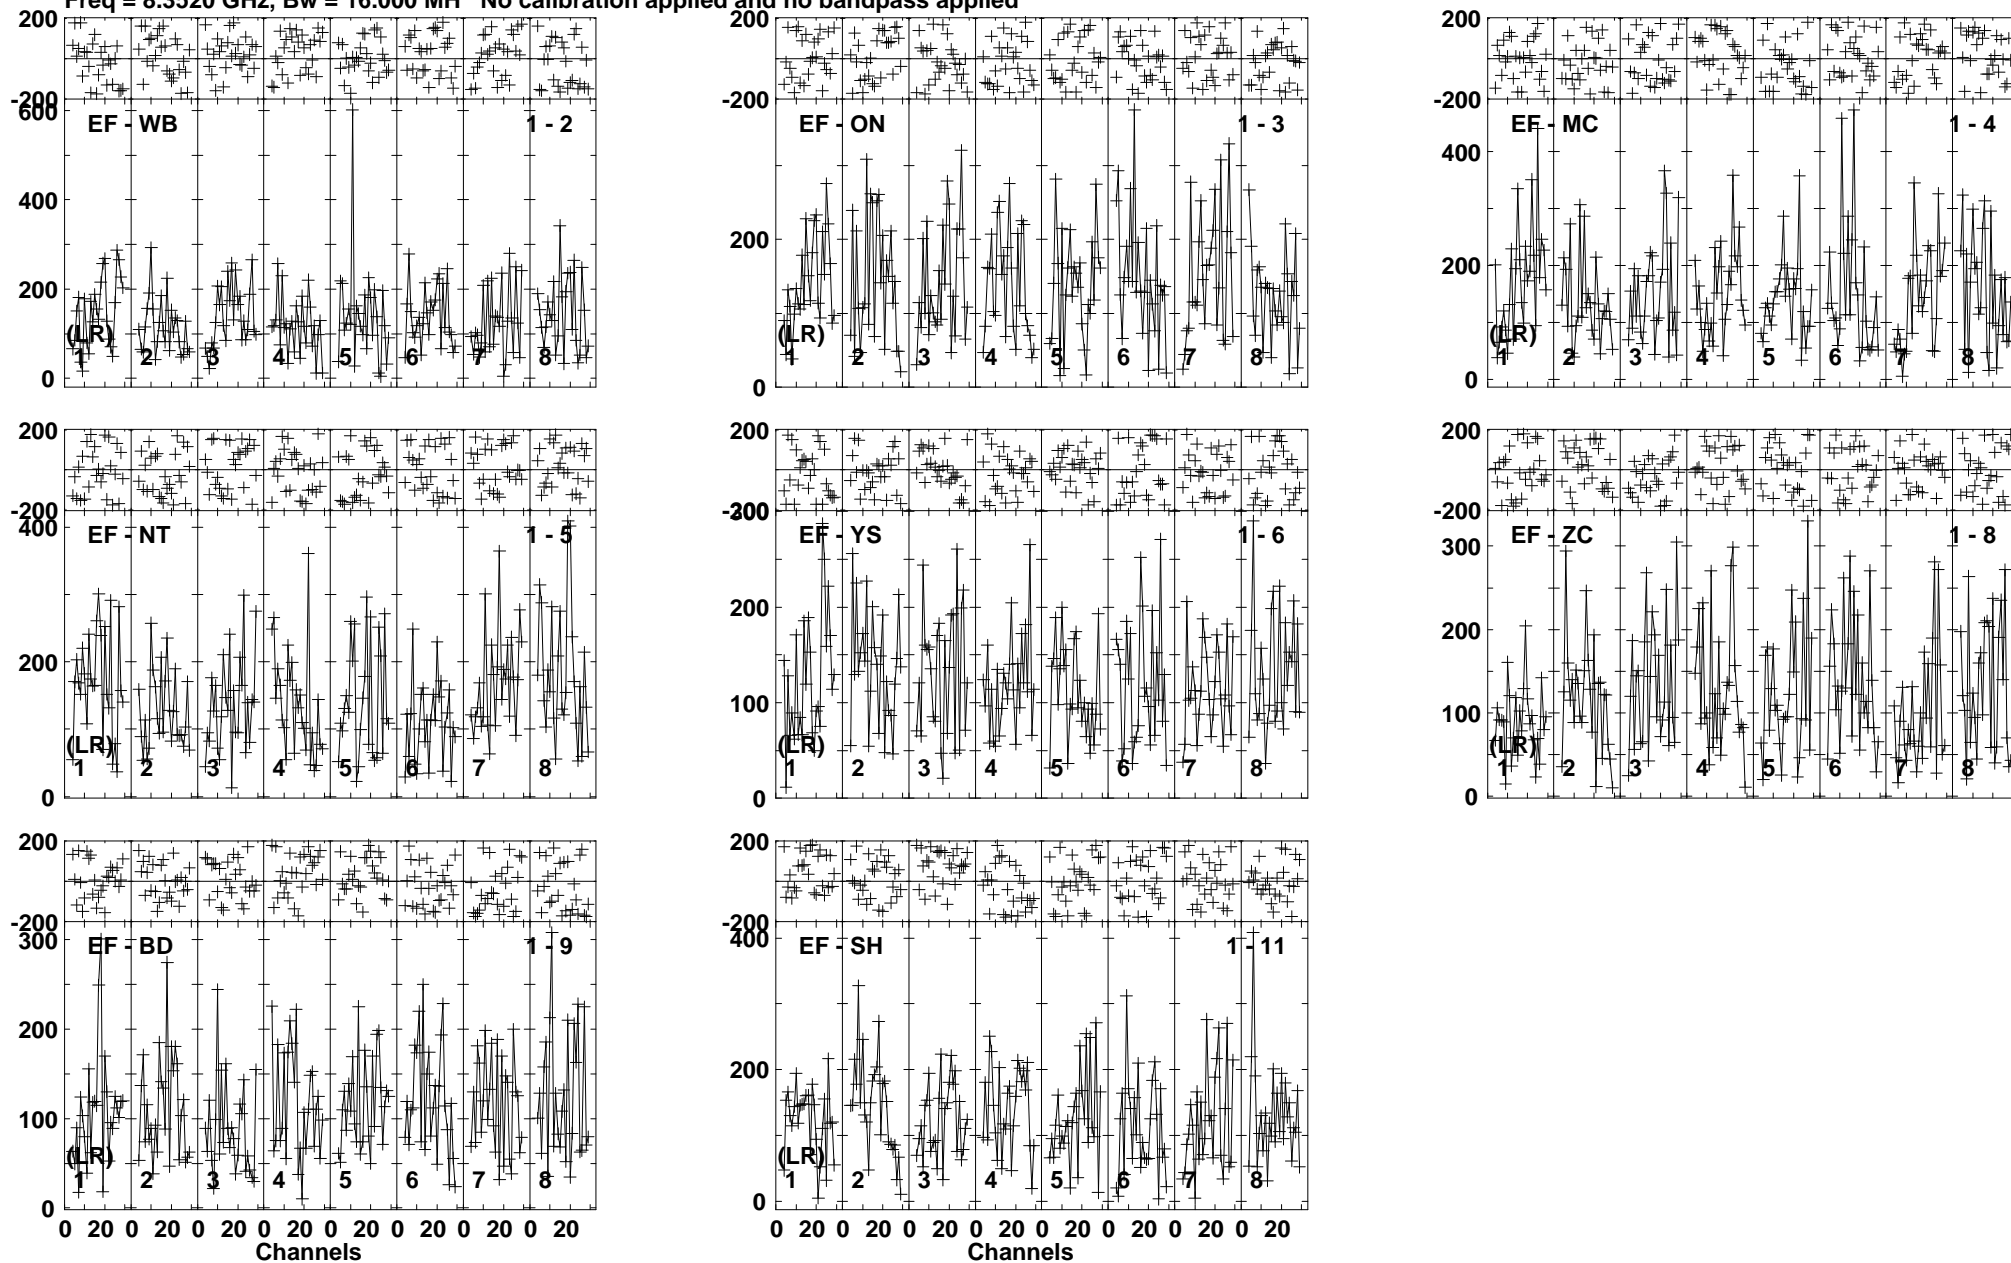 Freq = 8.3520 GHz, Bw = 16.000 MH No calibration applied and no bandpass applied
200 200 200
-200 -200 -200
600
EF - WB 1 - 2 EF - ON 1 - 3 EF - MC 1 - 4
400 400
200 200 200
(LR) (LR) (LR)
1 2 3 4 5 6 7 8 1 2 3 4 5 6 7 8 1 2 3 4 5 6 7 8
0 0 0
200 200 200
-200 -200 -200
400 300
EF - NT 1 - 5 EF - YS 1 - 6 EF - ZC 1 - 8
300
200 200 200
100 100
(LR) (LR) (LR)
1 2 3 4 5 6 7 8 1 2 3 4 5 6 7 8 1 2 3 4 5 6 7 8
0 0 0
200 200
-200 -200
300 400
EF - BD 1 - 9 EF - SH 1 - 11
200 200
100
(LR) (LR)
1 2 3 4 5 6 7 8 1 2 3 4 5 6 7 8
0 0
0 20 0 20 0 20 0 20 0 20 0 20 0 20 0 20 0 20 0 20 0 20 0 20 0 20 0 20 0 20 0 20
Channels Channels